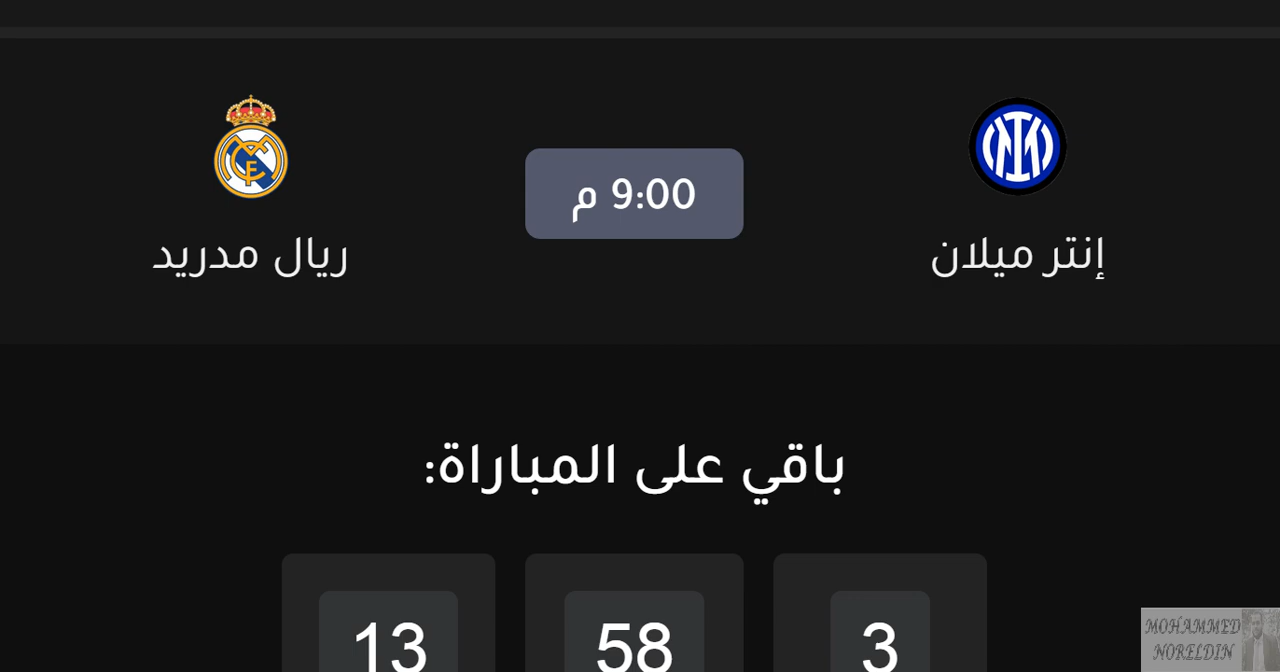 إنتر ميلان
9:00 م
ريال مدريد
باقي على المباراة:
3 58 13
MOHAMMED
NORELDIN